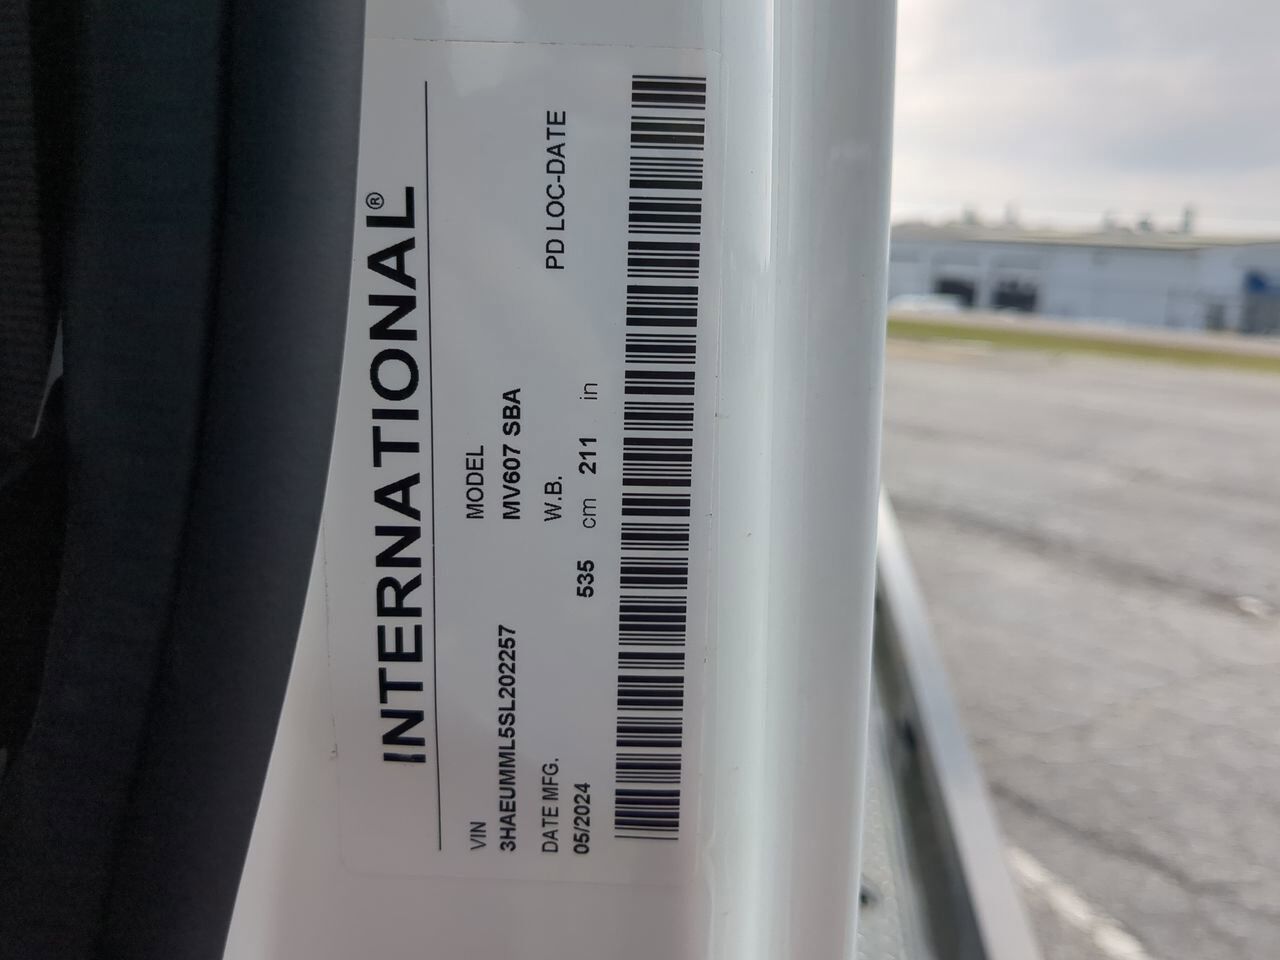 INTERNATIONAL®
VIN MODEL
3HAEUMML5SL202257 MV607 SBA
DATE MFG. W.B. PD LOC-DATE
05/2024 535 cm 211 in